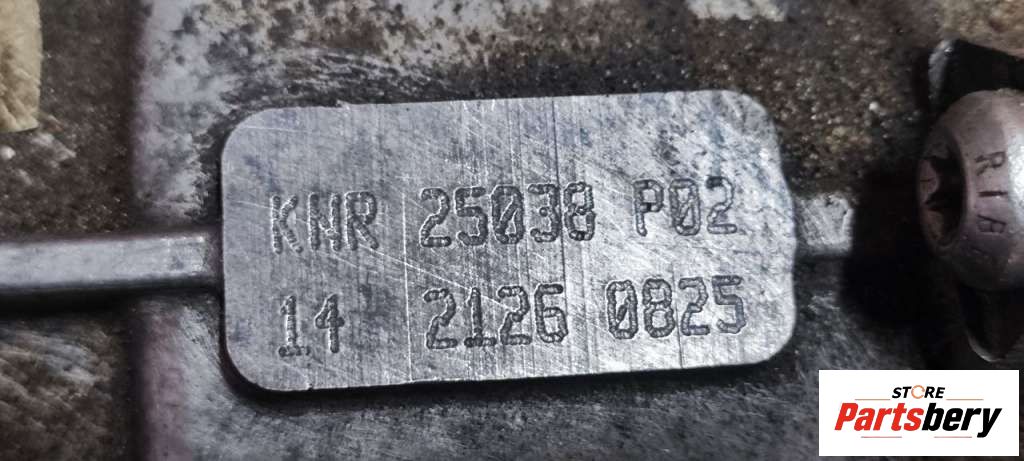 KNR 25038 P02
14 2126 0825
RIB
STORE
Partsbery